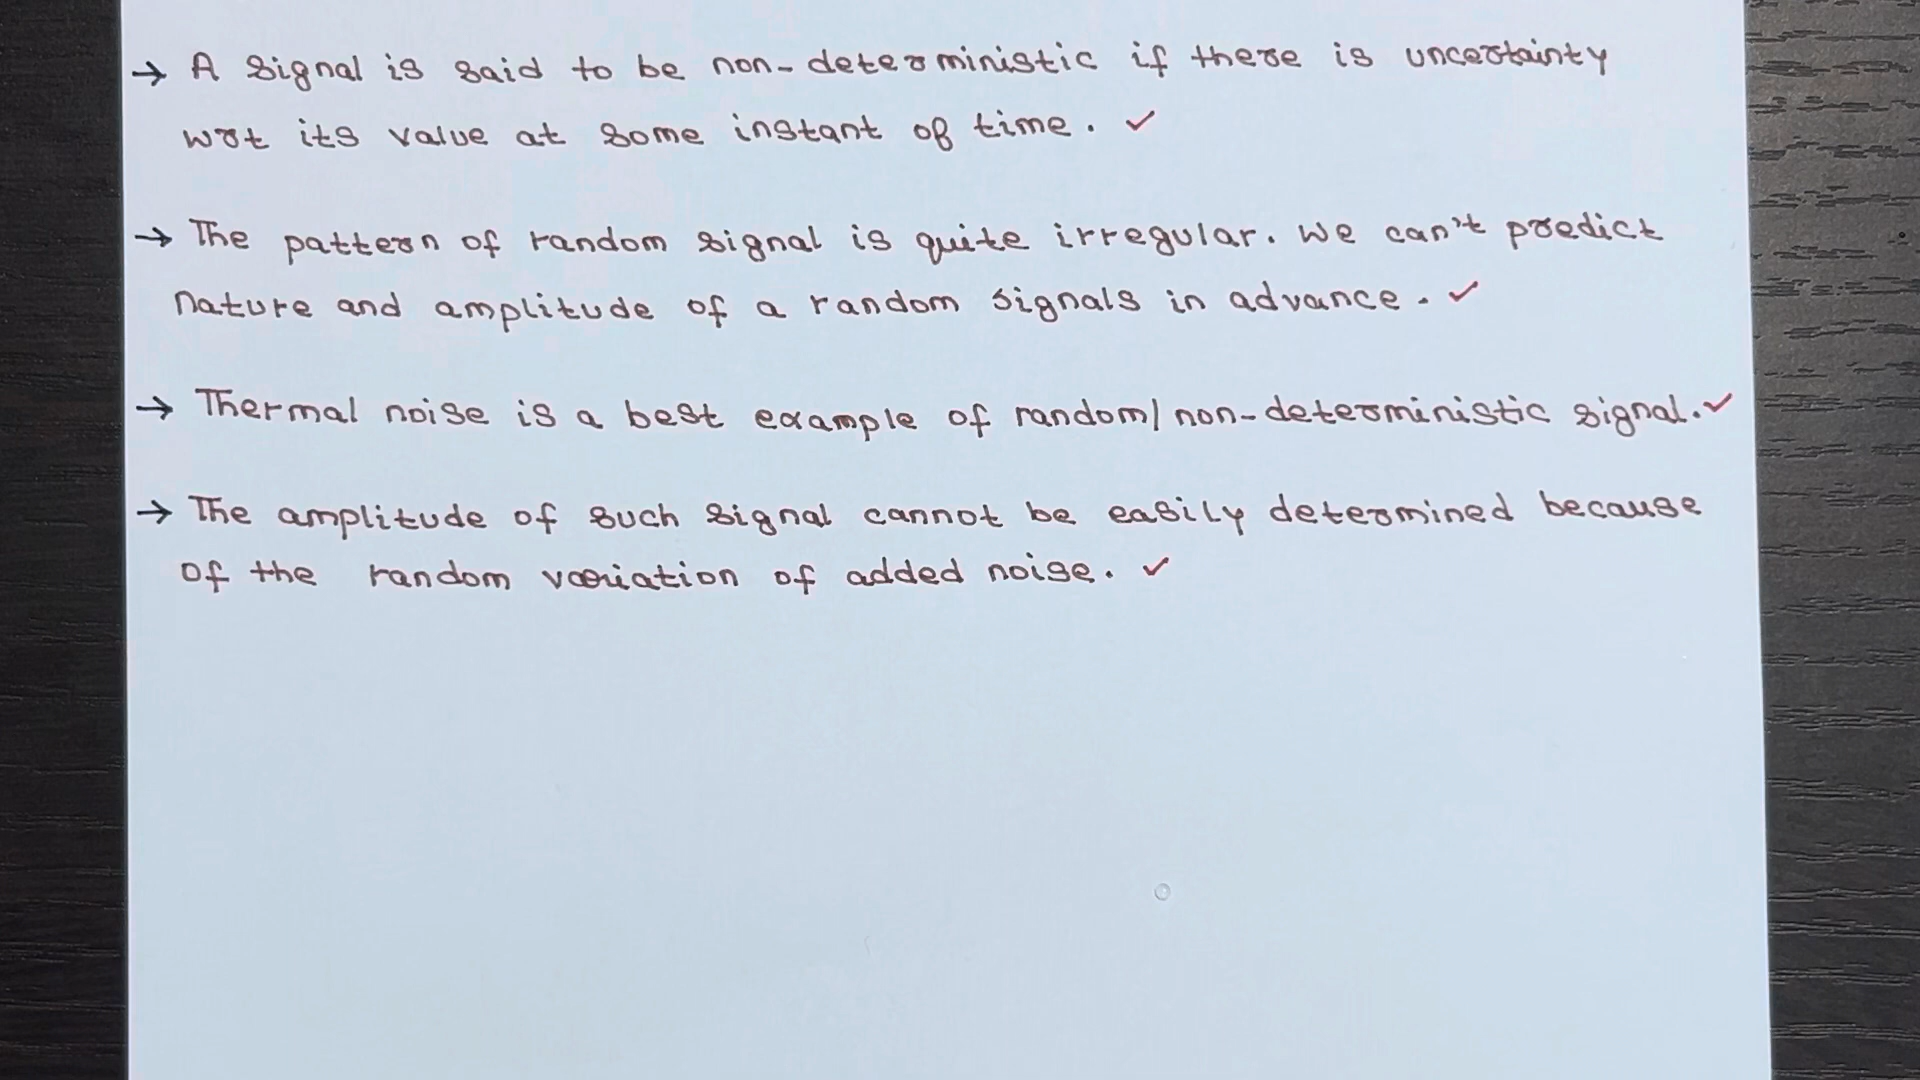 → A signal is said to be non-deterministic if there is uncertainty
wrt its value at some instant of time. ✓
→ The pattern of random signal is quite irregular. We can't predict
nature and amplitude of a random signals in advance. ✓
→ Thermal noise is a best example of random/non-deterministic signal. ✓
→ The amplitude of such signal cannot be easily determined because
of the random variation of added noise. ✓